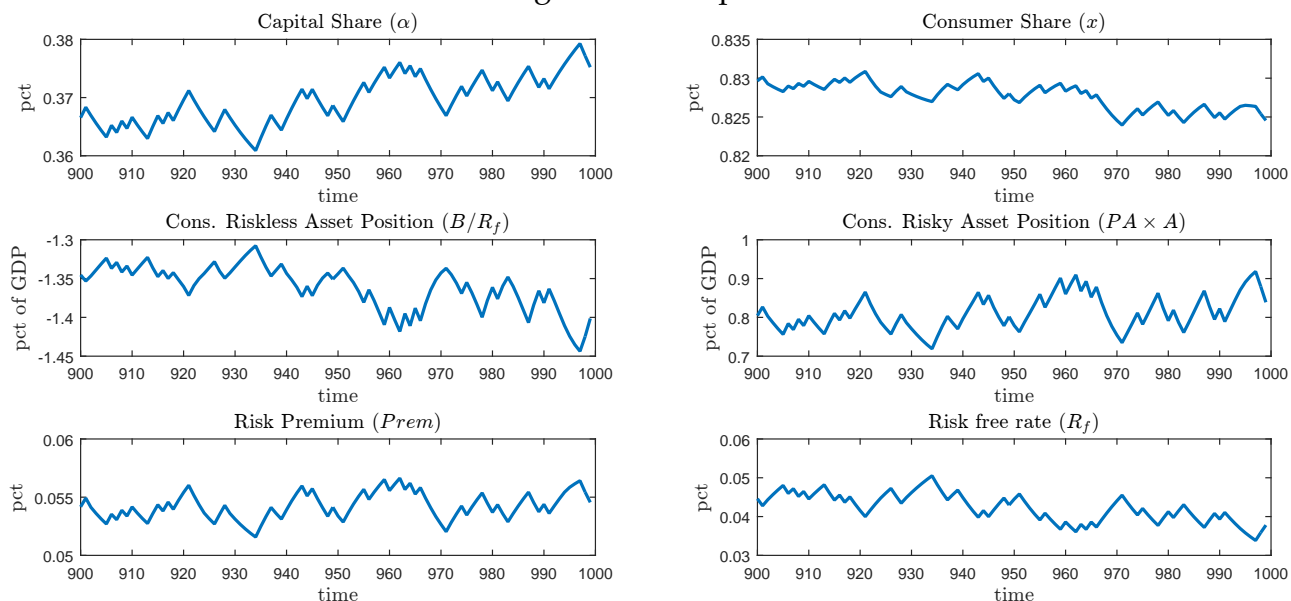 Capital Share (α)
pct
0.38
0.37
0.36
900 910 920 930 940 950 960 970 980 990 1000
time
Consumer Share (x)
pct
0.835
0.83
0.825
0.82
900 910 920 930 940 950 960 970 980 990 1000
time
Cons. Riskless Asset Position (B/R_f)
pct of GDP
-1.3
-1.35
-1.4
-1.45
900 910 920 930 940 950 960 970 980 990 1000
time
Cons. Risky Asset Position (PA × A)
pct of GDP
1
0.9
0.8
0.7
900 910 920 930 940 950 960 970 980 990 1000
time
Risk Premium (Prem)
pct
0.06
0.055
0.05
900 910 920 930 940 950 960 970 980 990 1000
time
Risk free rate (R_f)
pct
0.06
0.05
0.04
0.03
900 910 920 930 940 950 960 970 980 990 1000
time